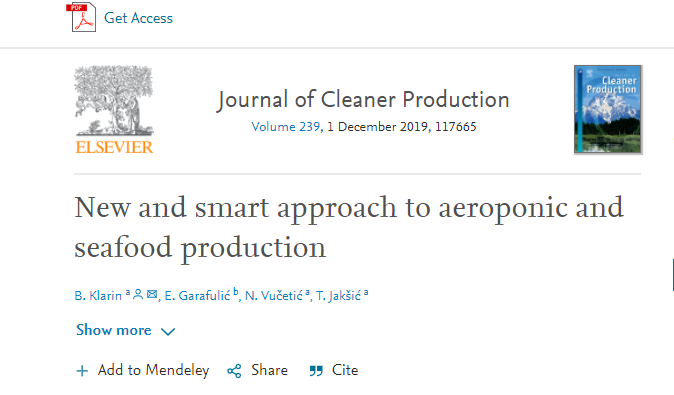 PDF
Get Access
ELSEVIER
Journal of Cleaner Production
Volume 239, 1 December 2019, 117665
Cleaner
Production
New and smart approach to aeroponic and
seafood production
B. Klarin a, E. Garafulić b, N. Vučetić a, T. Jakšić a
Show more
Add to Mendeley
Share
Cite